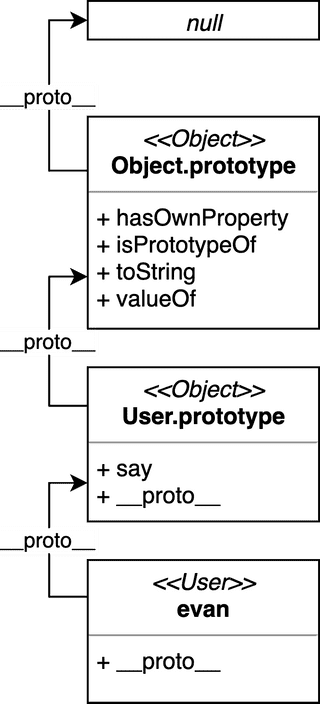 null
__proto__
<<Object>>
Object.prototype
+ hasOwnProperty
+ isPrototypeOf
+ toString
+ valueOf
__proto__
<<Object>>
User.prototype
+ say
+ __proto__
__proto__
<<User>>
evan
+ __proto__